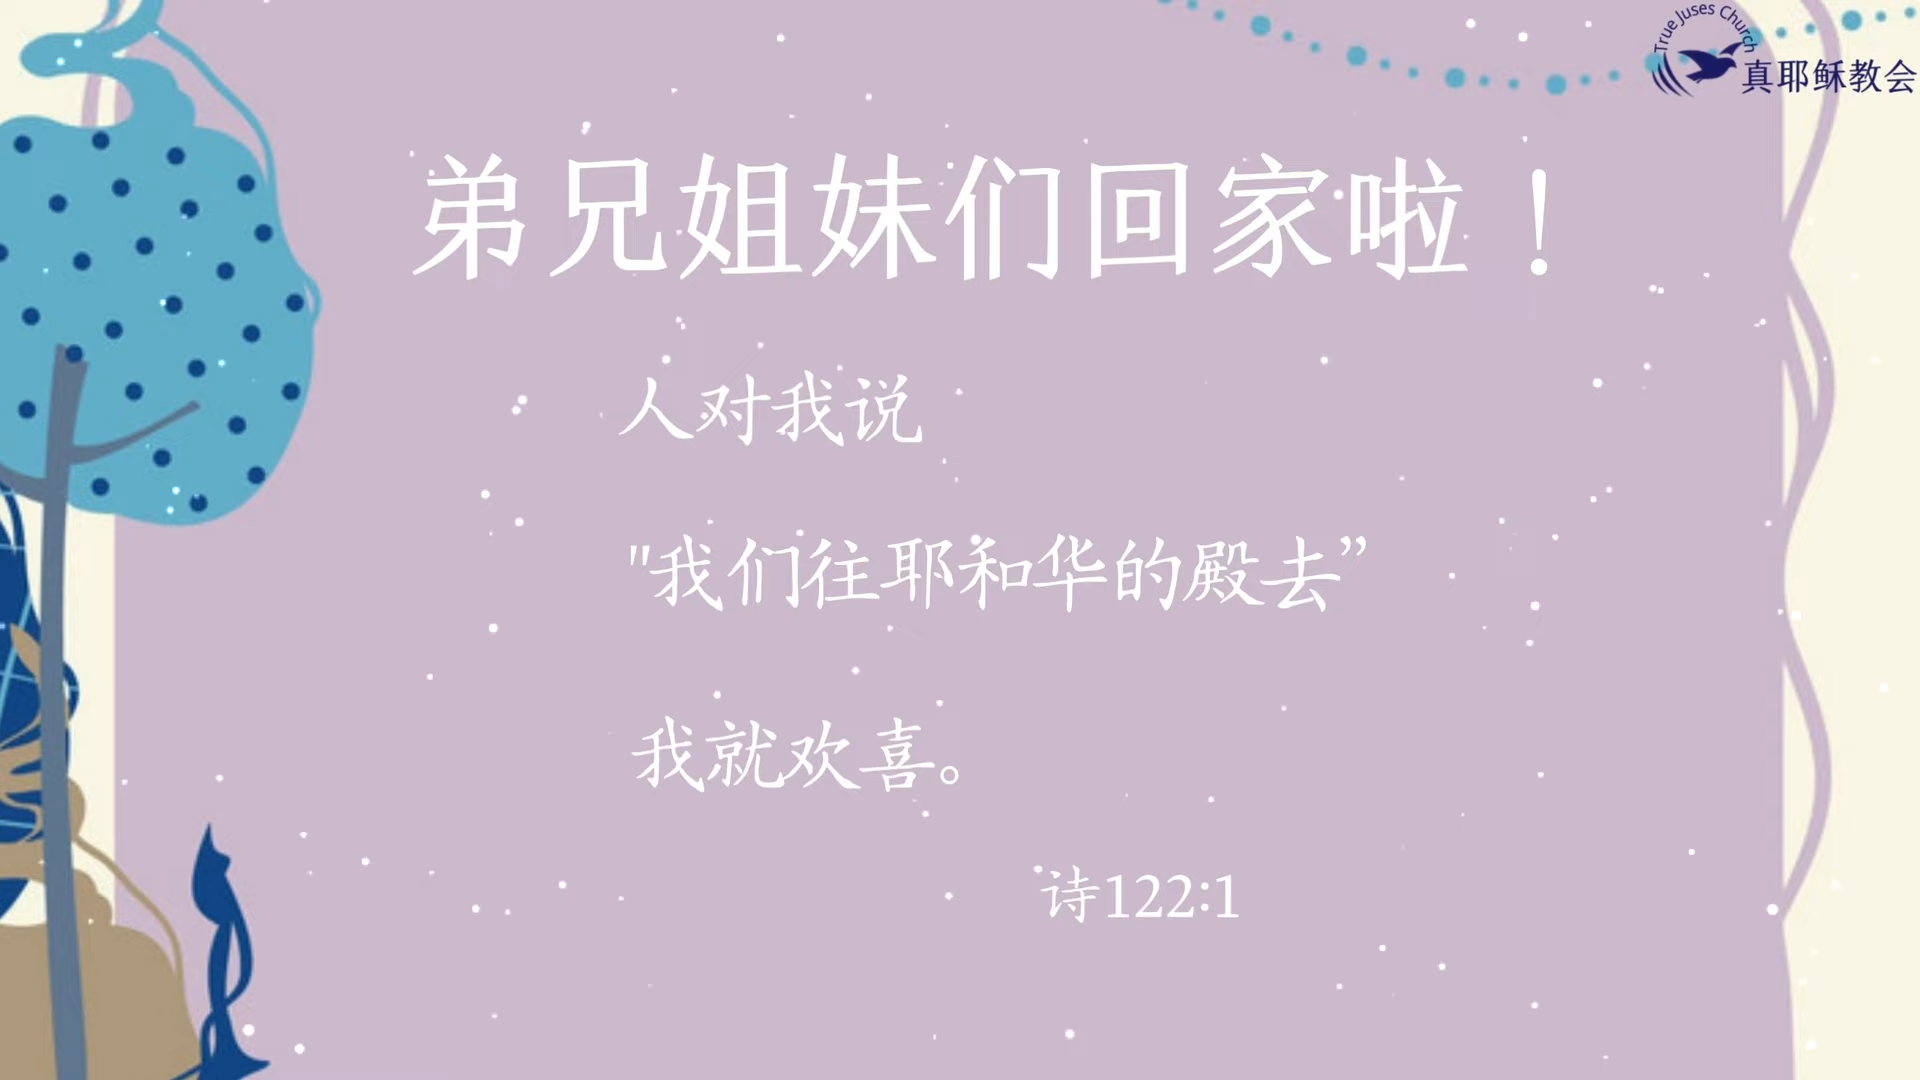 True Juses Church
真耶稣教会
弟兄姐妹们回家啦！
人对我说
"我们往耶和华的殿去”
我就欢喜。
诗122:1